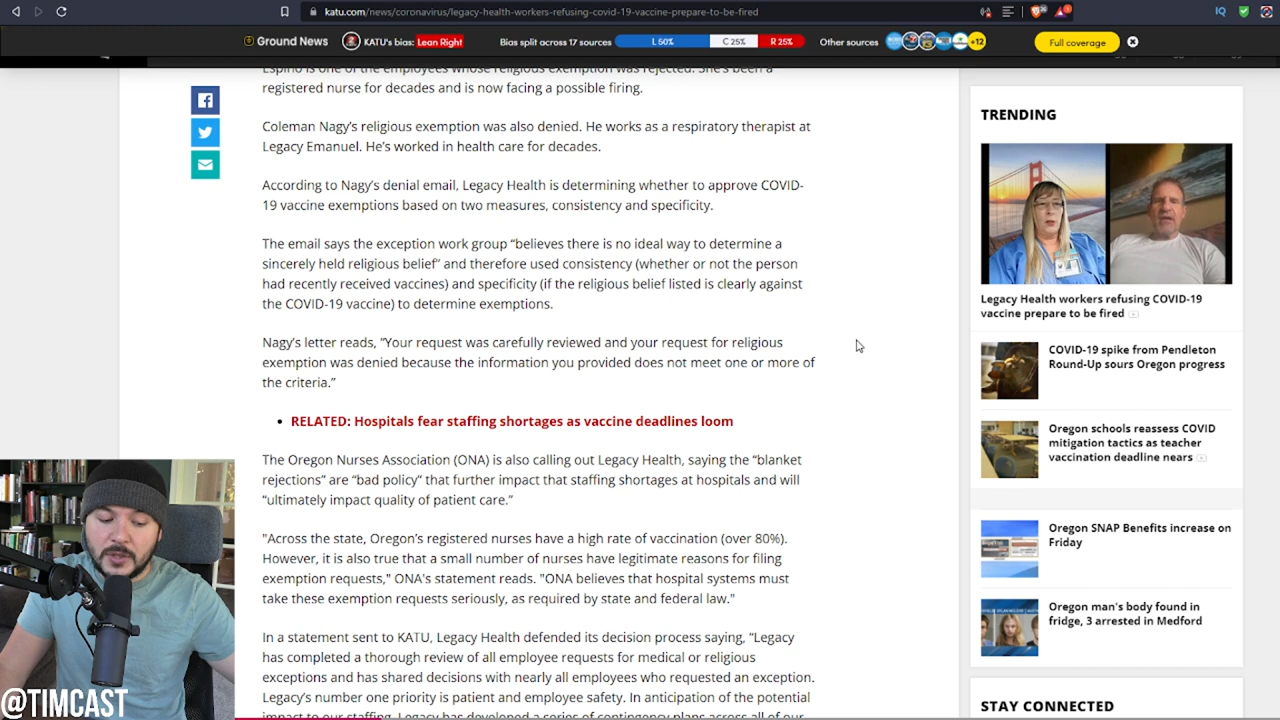 katu.com/news/coronavirus/legacy-health-workers-refusing-covid-19-vaccine-prepare-to-be-fired
Ground News
KATU's bias: Lean Right
Bias split across 17 sources
L 50%
C 25%
R 25%
Other sources
+12
Full coverage
Espino is one of the employees whose religious exemption was rejected. She's been a
registered nurse for decades and is now facing a possible firing.
Coleman Nagy's religious exemption was also denied. He works as a respiratory therapist at
Legacy Emanuel. He's worked in health care for decades.
According to Nagy's denial email, Legacy Health is determining whether to approve COVID-
19 vaccine exemptions based on two measures, consistency and specificity.
The email says the exception work group “believes there is no ideal way to determine a
sincerely held religious belief” and therefore used consistency (whether or not the person
had recently received vaccines) and specificity (if the religious belief listed is clearly against
the COVID-19 vaccine) to determine exemptions.
Nagy's letter reads, “Your request was carefully reviewed and your request for religious
exemption was denied because the information you provided does not meet one or more of
the criteria.”
• RELATED: Hospitals fear staffing shortages as vaccine deadlines loom
The Oregon Nurses Association (ONA) is also calling out Legacy Health, saying the “blanket
rejections” are “bad policy” that further impact that staffing shortages at hospitals and will
“ultimately impact quality of patient care.”
"Across the state, Oregon's registered nurses have a high rate of vaccination (over 80%).
However, it is also true that a small number of nurses have legitimate reasons for filing
exemption requests," ONA's statement reads. "ONA believes that hospital systems must
take these exemption requests seriously, as required by state and federal law."
In a statement sent to KATU, Legacy Health defended its decision process saying, “Legacy
has completed a thorough review of all employee requests for medical or religious
exceptions and has shared decisions with nearly all employees who requested an exception.
Legacy's number one priority is patient and employee safety. In anticipation of the potential
impact to our staffing, Legacy has developed a series of contingency plans across all of our
TRENDING
Legacy Health workers refusing COVID-19
vaccine prepare to be fired
COVID-19 spike from Pendleton
Round-Up sours Oregon progress
Oregon schools reassess COVID
mitigation tactics as teacher
vaccination deadline nears
Oregon SNAP Benefits increase on
Friday
Oregon man's body found in
fridge, 3 arrested in Medford
STAY CONNECTED
@TIMCAST